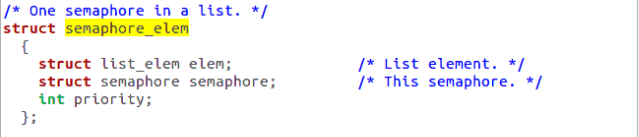 /* One semaphore in a list. */
struct semaphore_elem
{
struct list_elem elem; /* List element. */
struct semaphore semaphore; /* This semaphore. */
int priority;
};